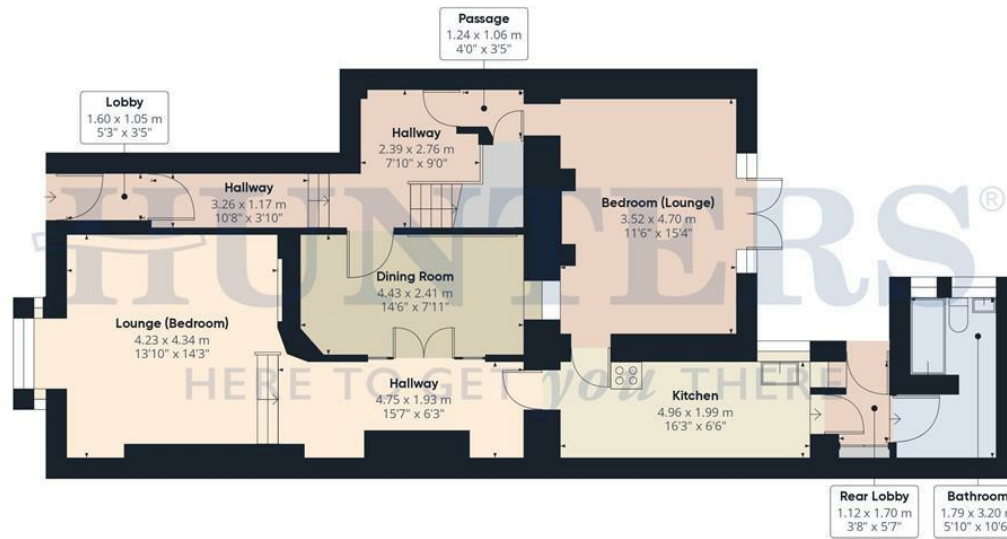 Passage
1.24 x 1.06 m
4'0" x 3'5"
Lobby
1.60 x 1.05 m
5'3" x 3'5"
Hallway
2.39 x 2.76 m
7'10" x 9'0"
Hallway
3.26 x 1.17 m
10'8" x 3'10"
HUNTERS®
Bedroom (Lounge)
3.52 x 4.70 m
11'6" x 15'4"
Dining Room
4.43 x 2.41 m
14'6" x 7'11"
Lounge (Bedroom)
4.23 x 4.34 m
13'10" x 14'3"
HERE TO GET you THERE
Hallway
4.75 x 1.93 m
15'7" x 6'3"
Kitchen
4.96 x 1.99 m
16'3" x 6'6"
Rear Lobby
1.12 x 1.70 m
3'8" x 5'7"
Bathroom
1.79 x 3.20 m
5'10" x 10'6